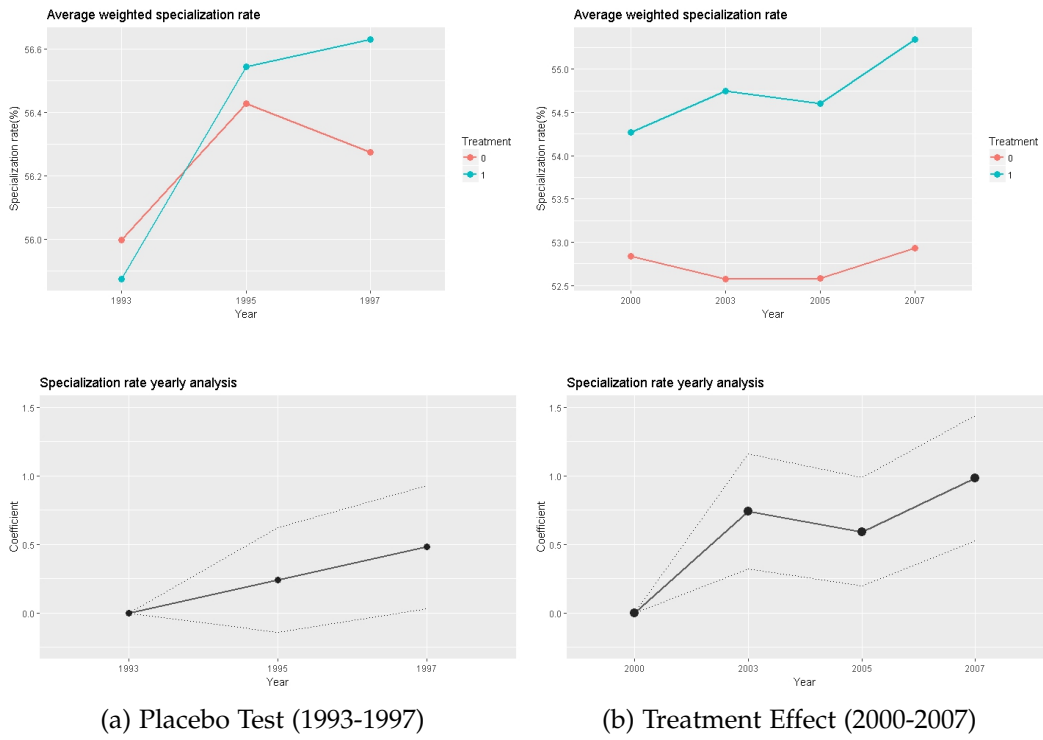 Average weighted specialization rate
56.6
56.4
56.2
56.0
Specialization rate(%)
1993
1995
1997
Year
Treatment
0
1
Average weighted specialization rate
55.0
54.5
54.0
53.5
53.0
52.5
Specialization rate(%)
2000
2003
2005
2007
Year
Treatment
0
1
Specialization rate yearly analysis
1.5
1.0
0.5
0.0
Coefficient
1993
1995
1997
Year
Specialization rate yearly analysis
1.5
1.0
0.5
0.0
Coefficient
2000
2003
2005
2007
Year
(a) Placebo Test (1993-1997)
(b) Treatment Effect (2000-2007)